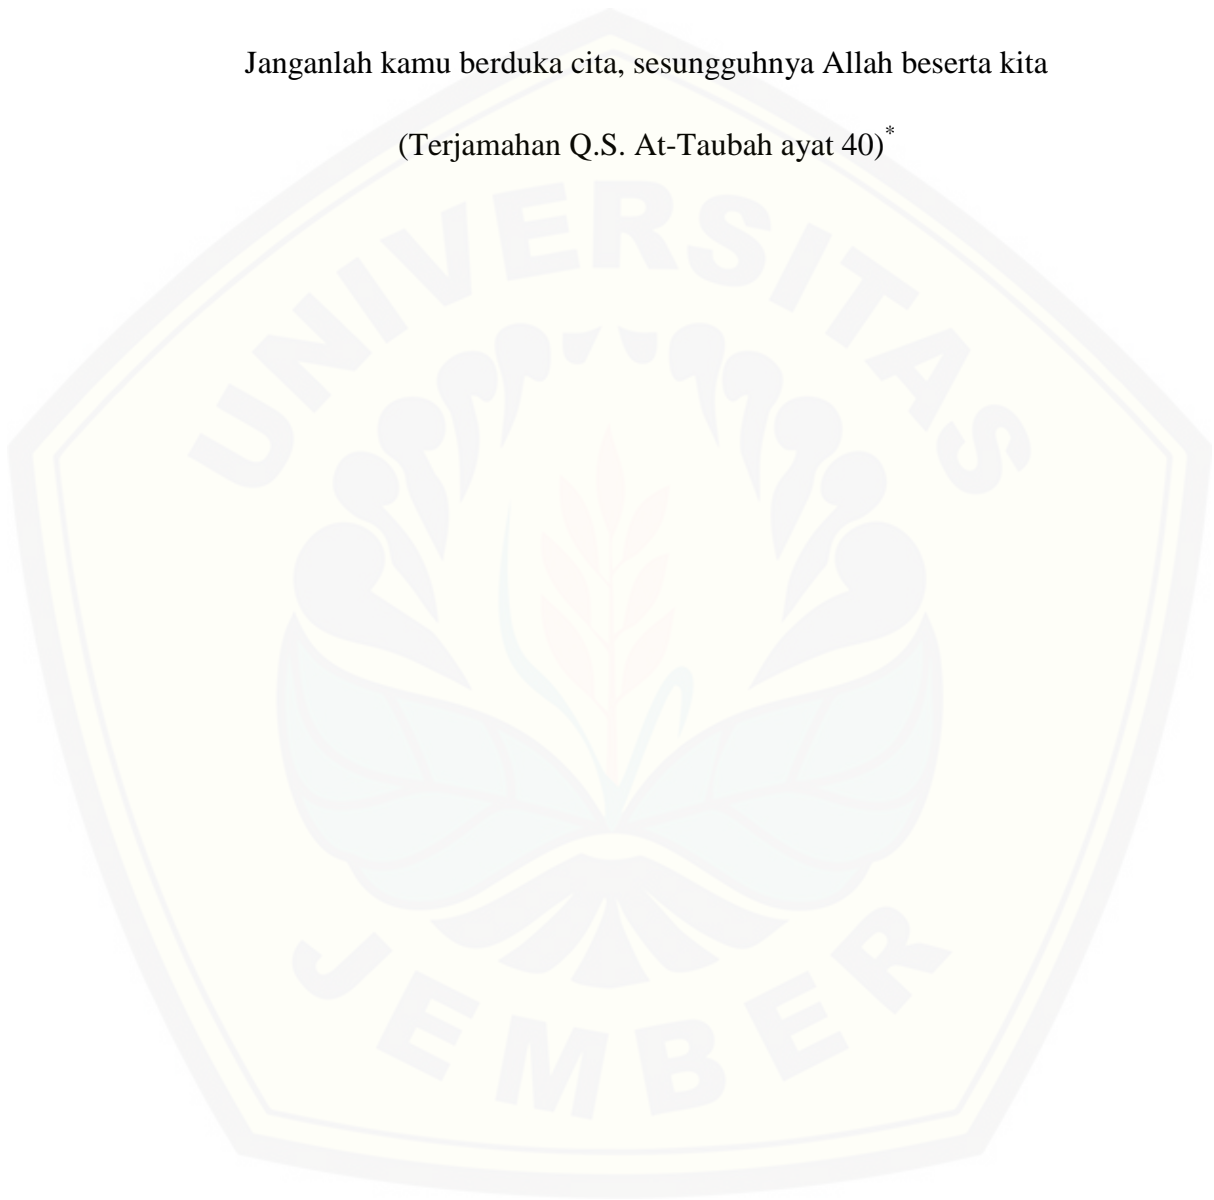 Janganlah kamu berduka cita, sesungguhnya Allah beserta kita
(Terjamahan Q.S. At-Taubah ayat 40)*
UNIVERSITAS
JEMBER